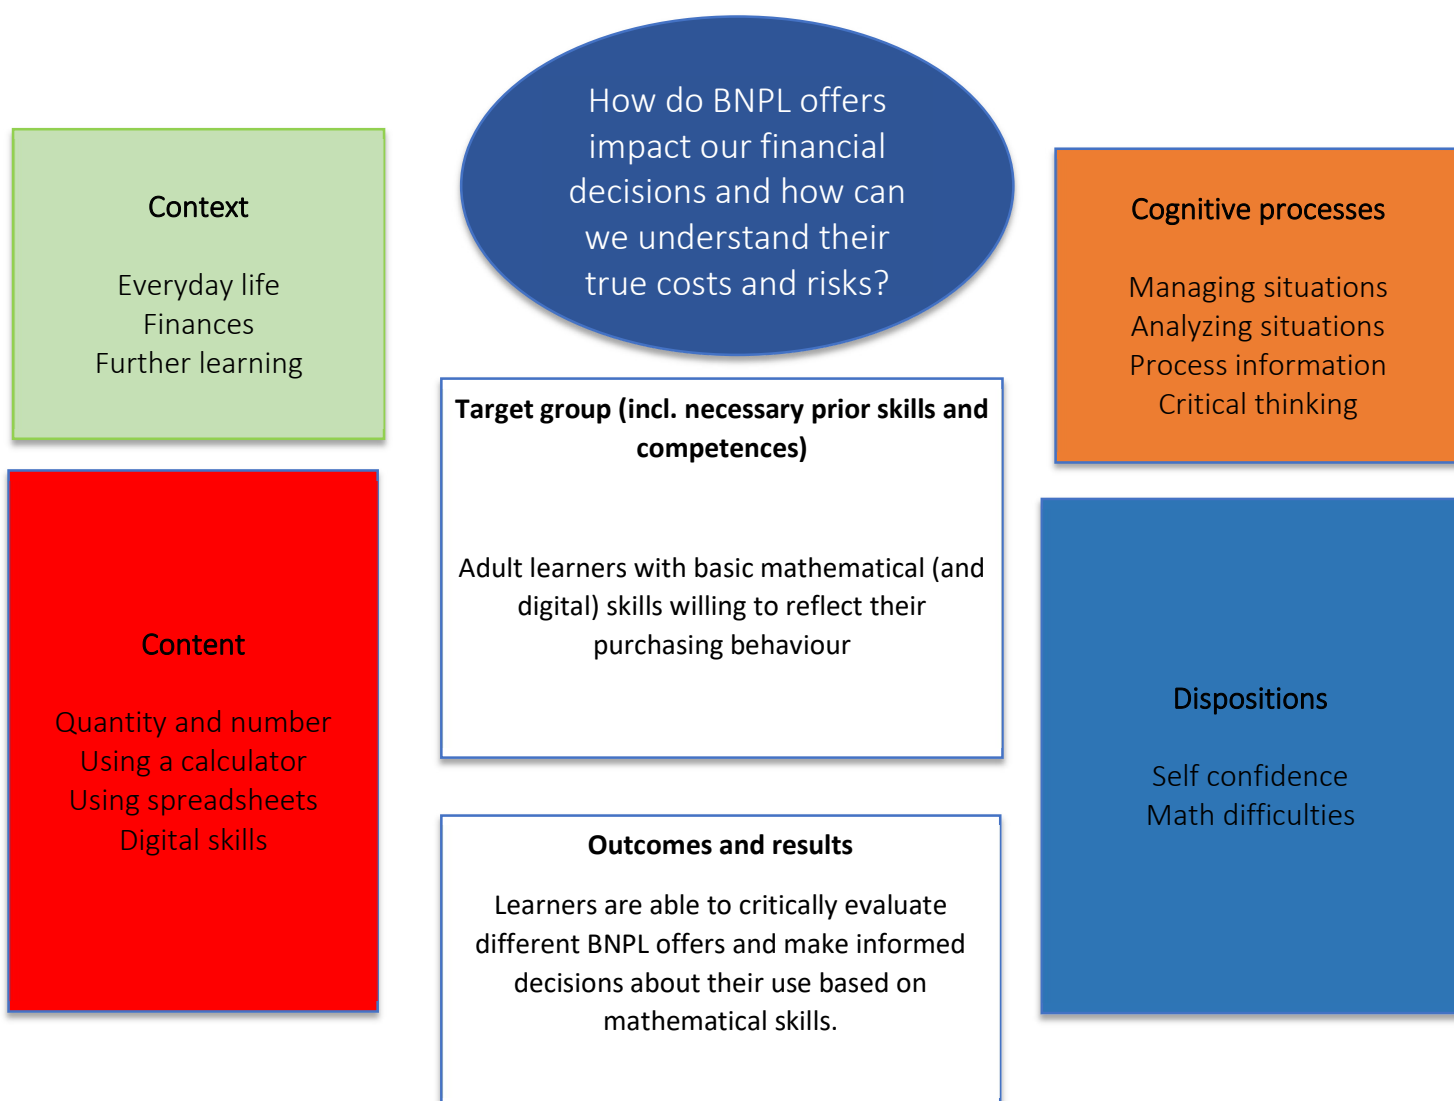 How do BNPL offers
impact our financial
decisions and how can
we understand their
true costs and risks?
Context
Everyday life
Finances
Further learning
Cognitive processes
Managing situations
Analyzing situations
Process information
Critical thinking
Target group (incl. necessary prior skills and
competences)
Adult learners with basic mathematical (and
digital) skills willing to reflect their
purchasing behaviour
Content
Quantity and number
Using a calculator
Using spreadsheets
Digital skills
Dispositions
Self confidence
Math difficulties
Outcomes and results
Learners are able to critically evaluate
different BNPL offers and make informed
decisions about their use based on
mathematical skills.